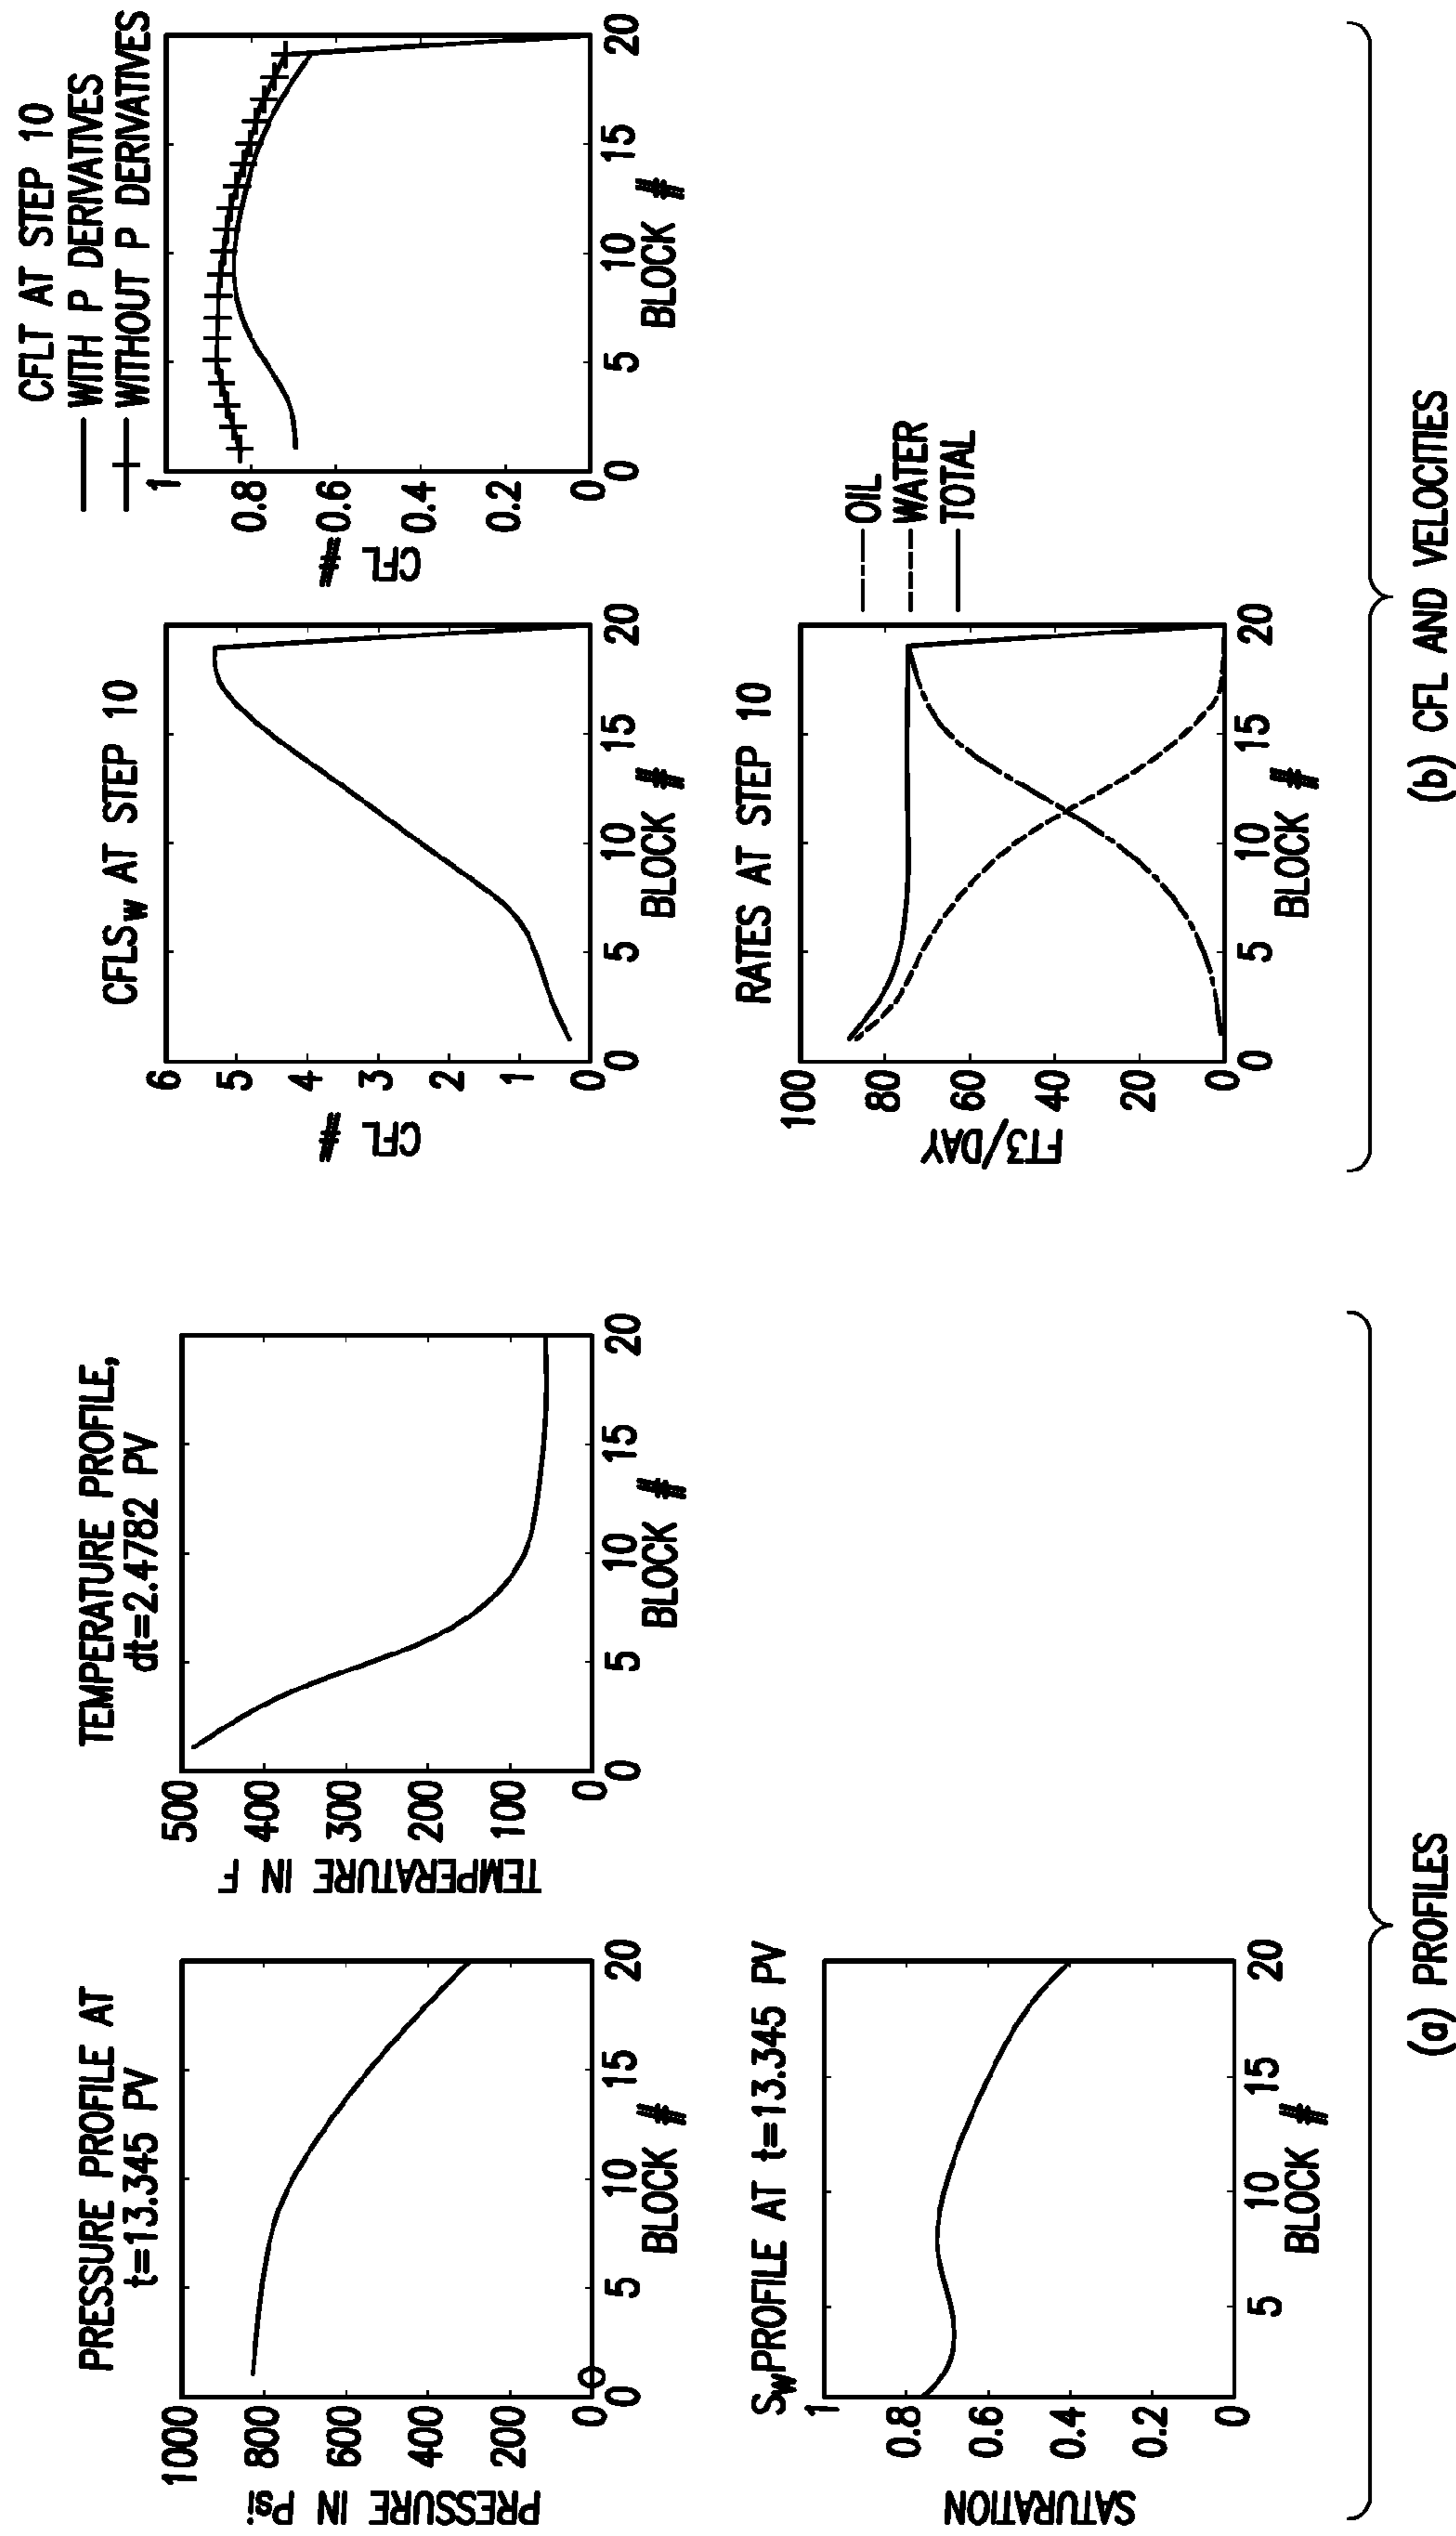 PRESSURE PROFILE AT
t=13.345 PV
PRESSURE IN Psi
1000
800
600
400
200
0
0 5 10 15 20
BLOCK #
TEMPERATURE PROFILE,
dt=2.4782 PV
TEMPERATURE IN F
500
400
300
200
100
0
0 5 10 15 20
BLOCK #
SwPROFILE AT t=13.345 PV
SATURATION
1
0.8
0.6
0.4
0.2
0
5 10 15 20
BLOCK #
(a) PROFILES
CFLSw AT STEP 10
CFL #
6
5
4
3
2
1
0
0 5 10 15 20
BLOCK #
CFLT AT STEP 10
WITH P DERIVATIVES
WITHOUT P DERIVATIVES
CFL #
1
0.8
0.6
0.4
0.2
0
0 5 10 15 20
BLOCK #
RATES AT STEP 10
FT3/DAY
100
80
60
40
20
0
0 5 10 15 20
BLOCK #
OIL
WATER
TOTAL
(b) CFL AND VELOCITIES